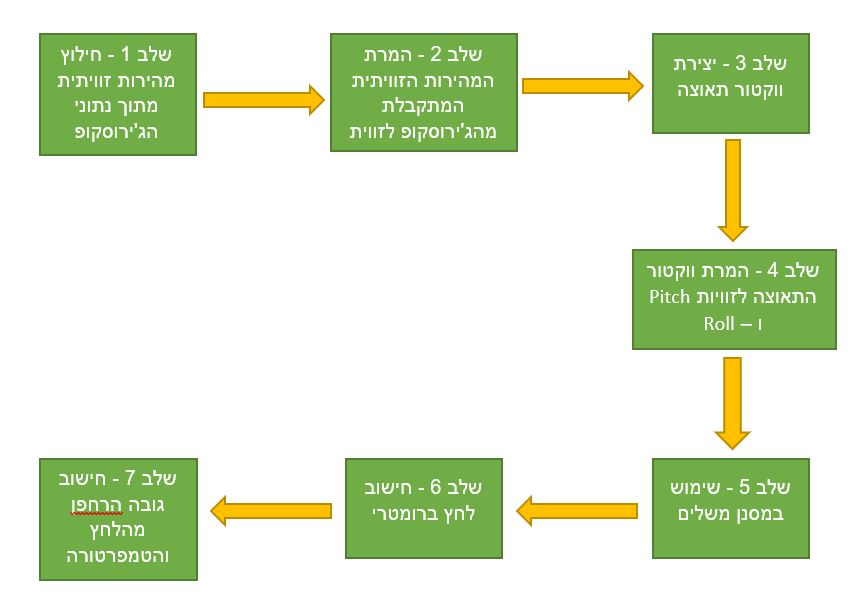 שלב 1 - חילוץ
מהירות זוויתית
מתוך נתוני
הג'ירוסקופ
שלב 2 - המרת
המהירות הזוויתית
המתקבלת
מהג'ירוסקופ לזווית
שלב 3 - יצירת
ווקטור תאוצה
שלב 4 - המרת ווקטור
התאוצה לזוויות Pitch
ו – Roll
שלב 5 - שימוש
במסנן משלים
שלב 6 - חישוב
לחץ ברומטרי
שלב 7 - חישוב
גובה הרחפן
מהלחץ
והטמפרטורה